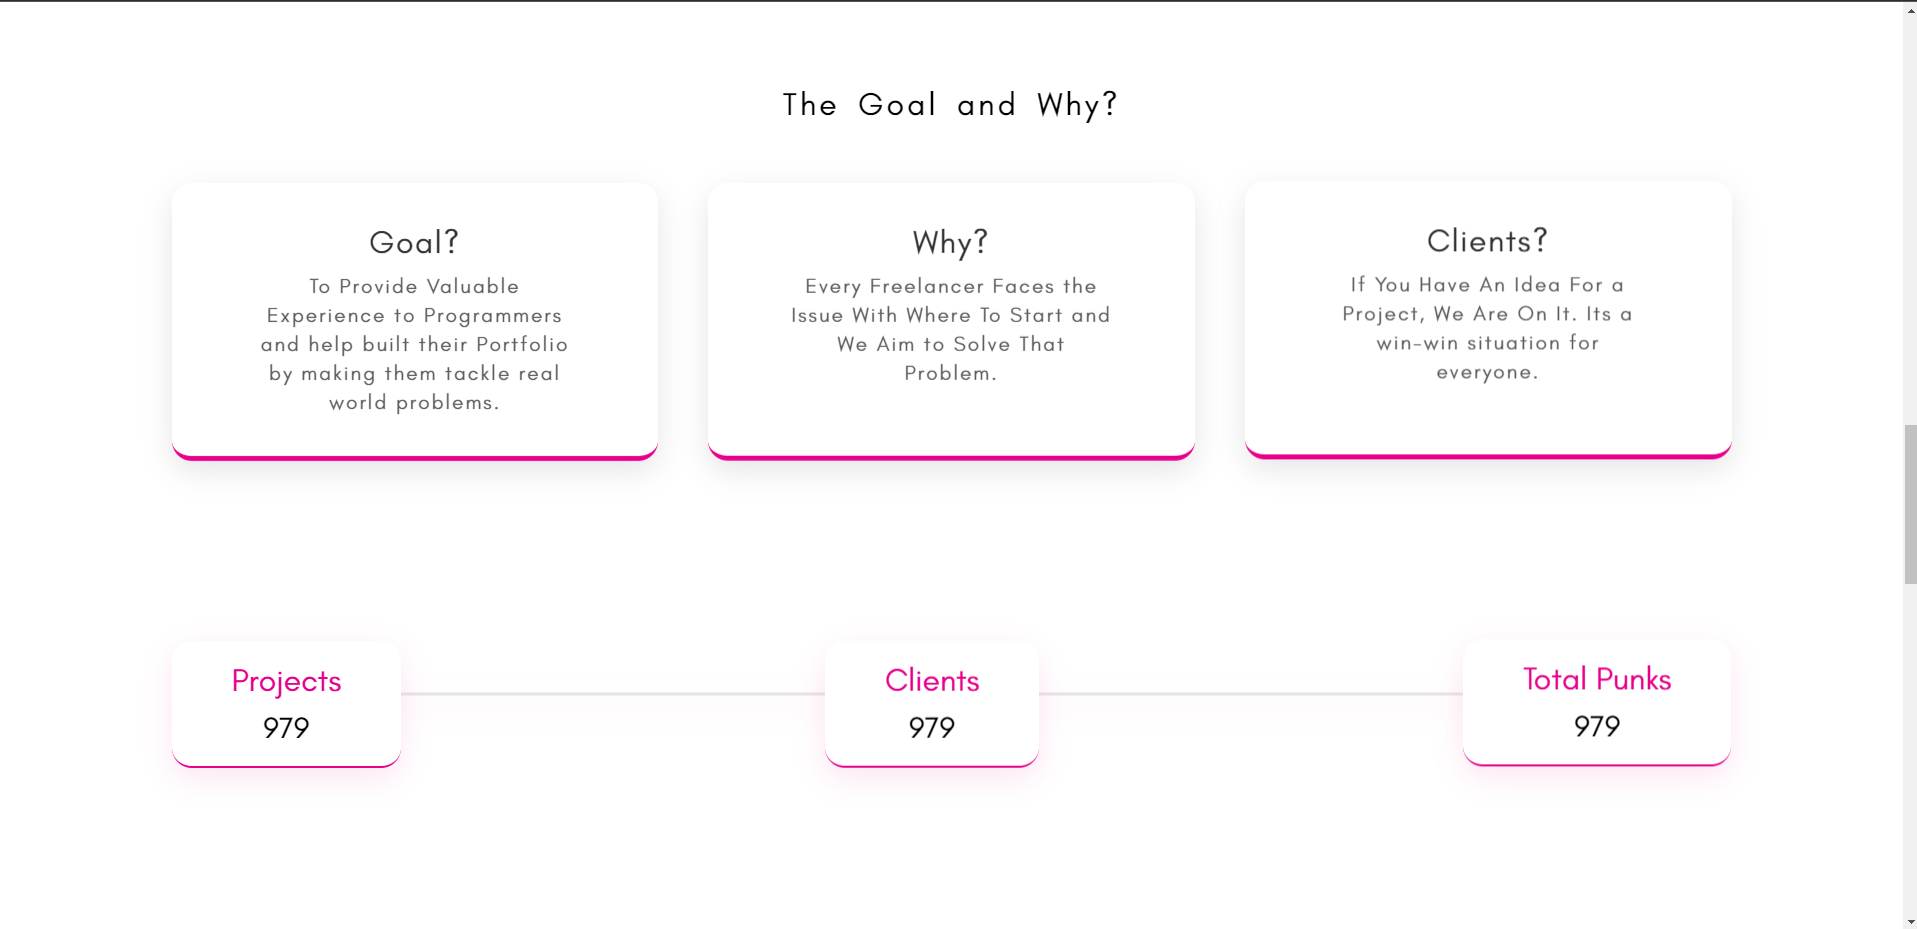 The Goal and Why?
Goal?
To Provide Valuable
Experience to Programmers
and help built their Portfolio
by making them tackle real
world problems.
Why?
Every Freelancer Faces the
Issue With Where To Start and
We Aim to Solve That
Problem.
Clients?
If You Have An Idea For a
Project, We Are On It. Its a
win-win situation for
everyone.
Projects
979
Clients
979
Total Punks
979